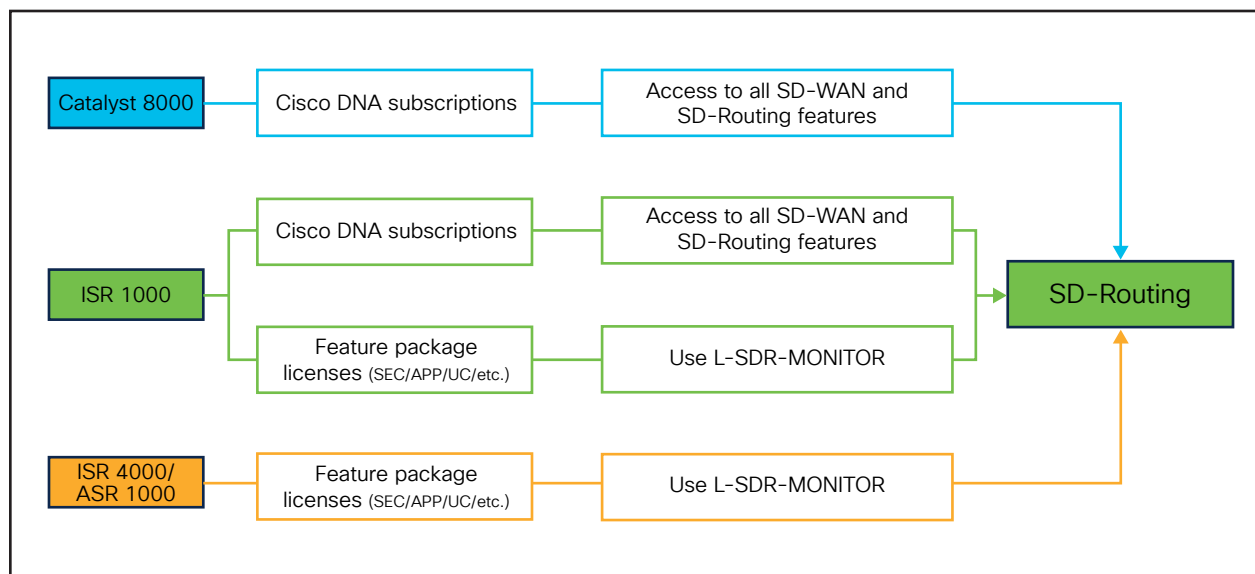 Catalyst 8000
Cisco DNA subscriptions
Access to all SD-WAN and
SD-Routing features
ISR 1000
Cisco DNA subscriptions
Access to all SD-WAN and
SD-Routing features
Feature package
licenses (SEC/APP/UC/etc.)
Use L-SDR-MONITOR
SD-Routing
ISR 4000/
ASR 1000
Feature package
licenses (SEC/APP/UC/etc.)
Use L-SDR-MONITOR